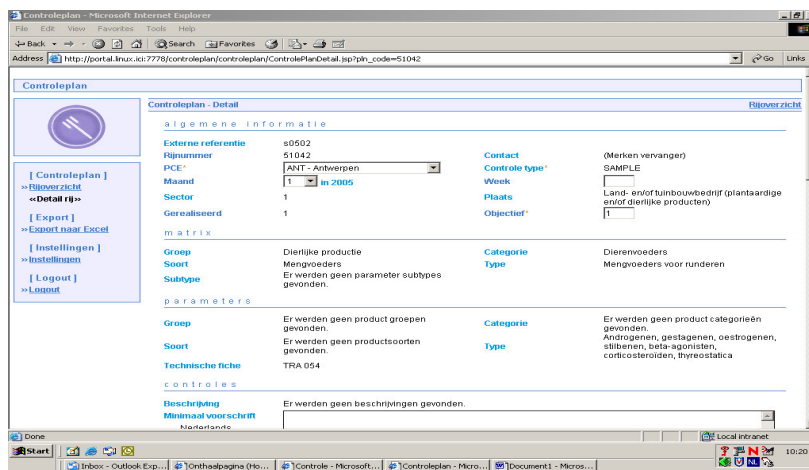 Controleplan - Microsoft Internet Explorer
File Edit View Favorites Tools Help
Back Search Favorites
Address http://portal.linux.ici:7778/controleplan/controleplan/ControlePlanDetail.jsp?pln_code=51042 Go Links
Controleplan
Controleplan - Detail Rijoverzicht
algemene informatie
Externe referentie s0502
Rijnummer 51042 Contact (Merken vervanger)
PCE* ANT - Antwerpen Controle type* SAMPLE
Maand 1 in 2005 Week
Sector 1 Plaats Land- en/of tuinbouwbedrijf (plantaardige en/of dierlijke producten)
Gerealiseerd 1 Objectief* 1
[ Controleplan ]
»Rijoverzicht
«Detail rij»
[ Export ]
»Export naar Excel
[ Instellingen ]
»Instellingen
[ Logout ]
»Logout
matrix
Groep Dierlijke productie Categorie Dierenvoeders
Soort Mengvoeders Type Mengvoeders voor runderen
Subtype Er werden geen parameter subtypes gevonden.
parameters
Groep Er werden geen product groepen gevonden. Categorie Er werden geen product categorieën gevonden.
Soort Er werden geen productsoorten gevonden. Type Androgenen, gestagenen, oestrogenen, stilbenen, beta-agonisten, corticosteroïden, thyreostatica
Technische fiche TRA 054
controles
Beschrijving Er werden geen beschrijvingen gevonden.
Minimaal voorschrift
Nederlands
Done Local intranet
Start 10:20
Inbox - Outlook Exp... Onthaalpagina (Ho... Controle - Microsoft... Controleplan - Micro... Document1 - Micros... NL